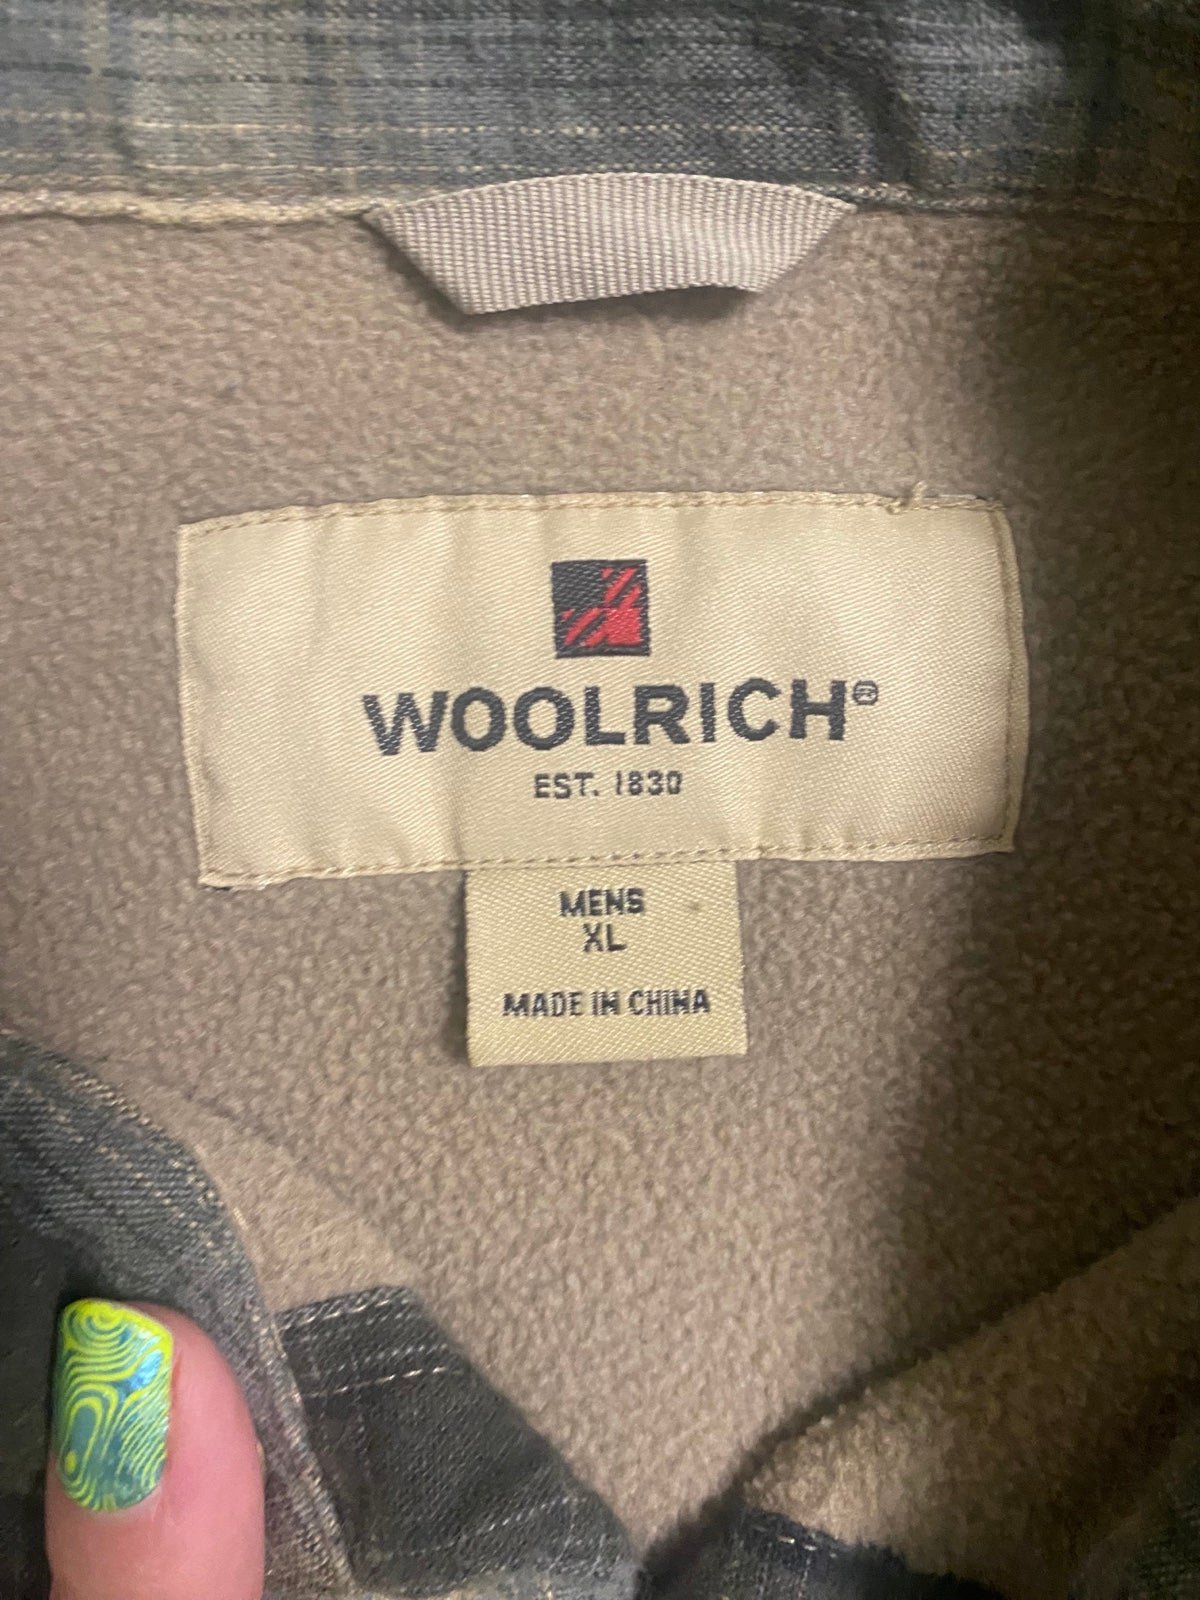 WOOLRICH®
EST. 1830
MENS
XL
MADE IN CHINA